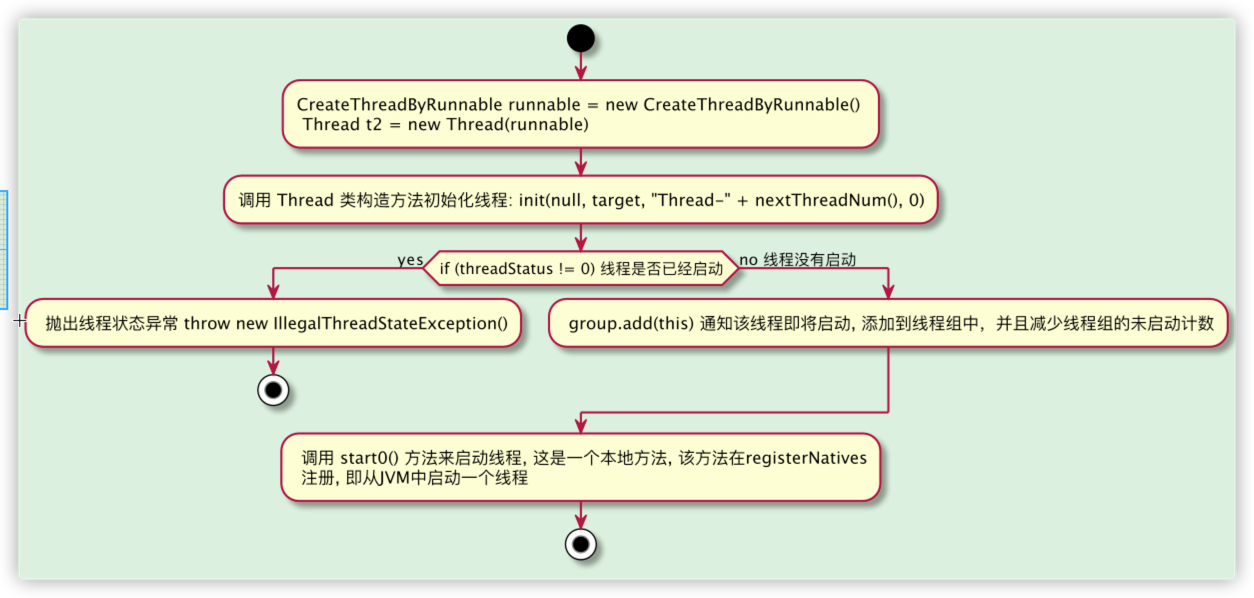 CreateThreadByRunnable runnable = new CreateThreadByRunnable()
Thread t2 = new Thread(runnable)
调用 Thread 类构造方法初始化线程: init(null, target, "Thread-" + nextThreadNum(), 0)
yes
if (threadStatus != 0) 线程是否已经启动
no 线程没有启动
抛出线程状态异常 throw new IllegalThreadStateException()
group.add(this) 通知该线程即将启动, 添加到线程组中，并且减少线程组的未启动计数
调用 start0() 方法来启动线程, 这是一个本地方法, 该方法在registerNatives
注册, 即从JVM中启动一个线程